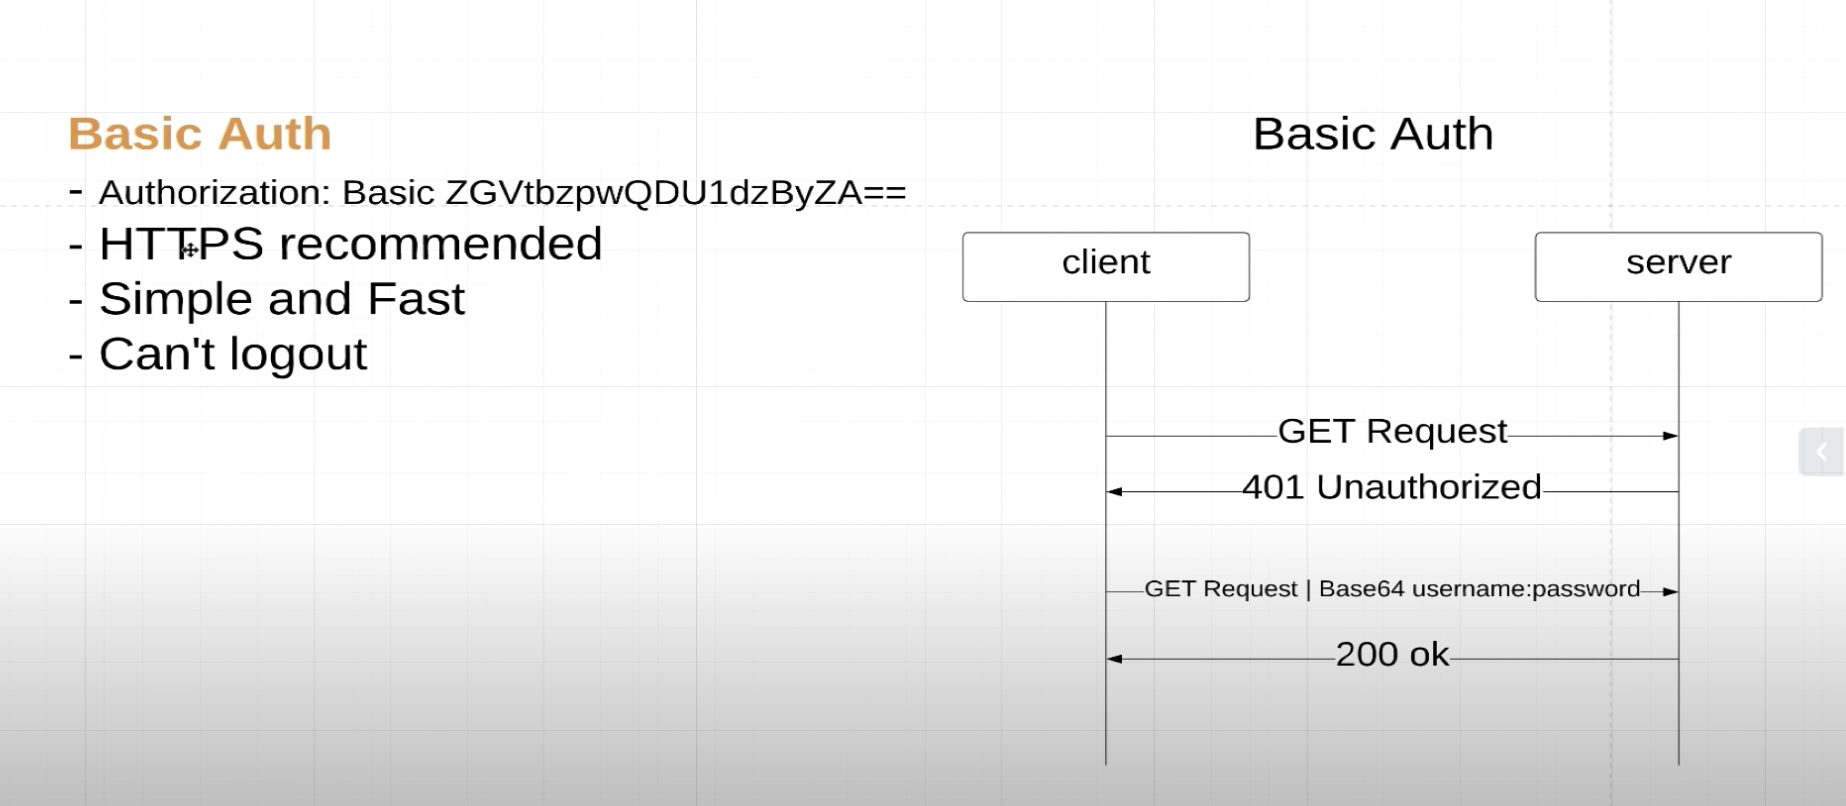 Basic Auth
- Authorization: Basic ZGVtbzpwQDU1dzByZA==
- HTTPS recommended
- Simple and Fast
- Can't logout
Basic Auth
client
server
GET Request
401 Unauthorized
GET Request | Base64 username:password
200 ok